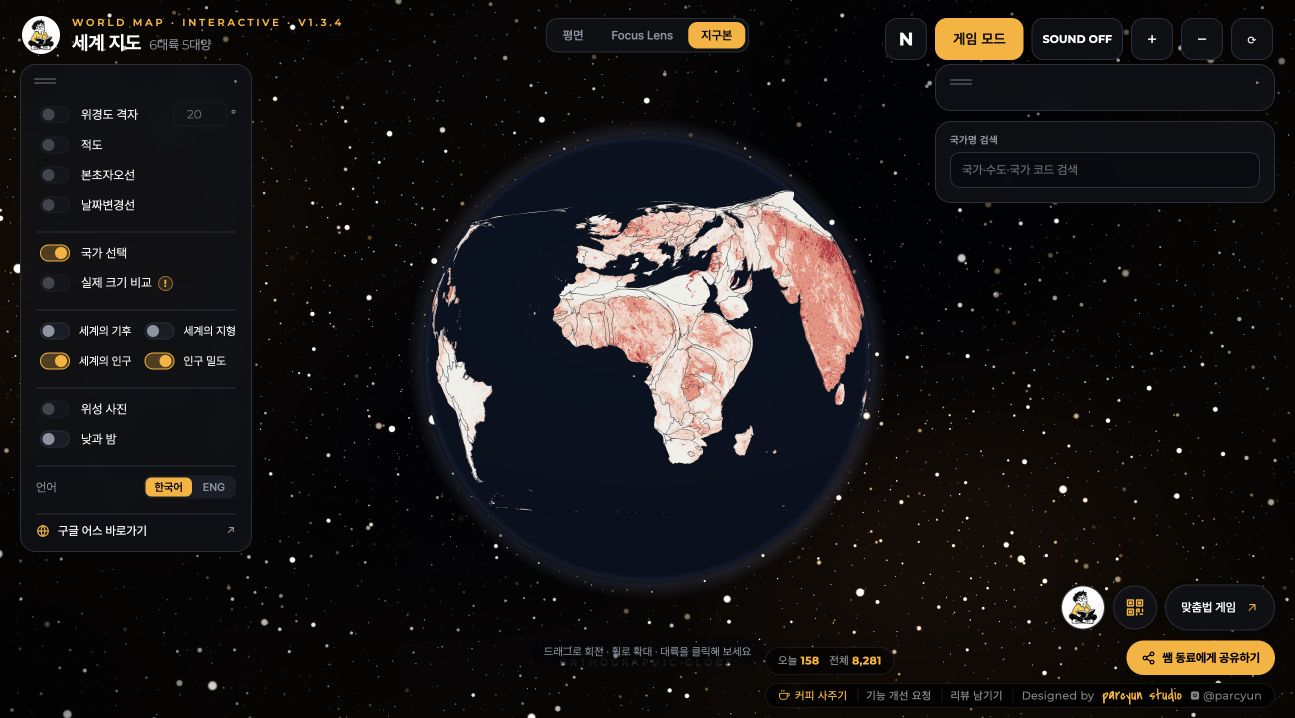 WORLD MAP · INTERACTIVE · V1.3.4
세계 지도 6대륙 5대양
평면 Focus Lens 지구본
N 게임 모드 SOUND OFF + − ⟳
위경도 격자 20 °
적도
본초자오선
날짜변경선
국가 선택
실제 크기 비교 !
세계의 기후 세계의 지형
세계의 인구 인구 밀도
위성 사진
낮과 밤
언어 한국어 ENG
구글 어스 바로가기 ↗
국가명 검색
국가·수도·국가 코드 검색
맞춤법 게임 ↗
드래그로 회전 · 휠로 확대 · 대륙을 클릭해 보세요
ORTHOGRAPHIC GLOBE
오늘 158 전체 8,281
쌤 동료에게 공유하기
커피 사주기 기능 개선 요청 리뷰 남기기 Designed by parcyun studio @parcyun